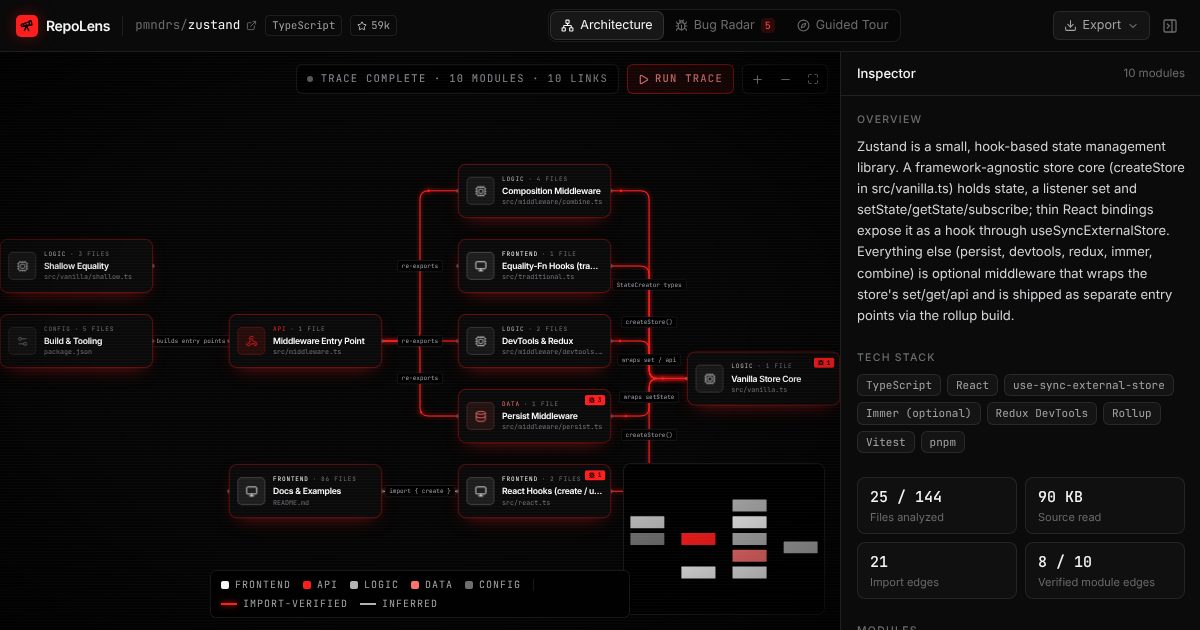 RepoLens
pmndrs/zustand
TypeScript
59k
Architecture
Bug Radar 5
Guided Tour
Export
TRACE COMPLETE · 10 MODULES · 10 LINKS
RUN TRACE
LOGIC · 4 FILES
Composition Middleware
src/middleware/combine.ts
LOGIC · 3 FILES
Shallow Equality
src/vanilla/shallow.ts
re-exports
FRONTEND · 1 FILE
Equality-Fn Hooks (tra...
src/traditional.ts
StateCreator types
createStore()
CONFIG · 5 FILES
Build & Tooling
package.json
builds entry points
API · 1 FILE
Middleware Entry Point
src/middleware.ts
re-exports
LOGIC · 2 FILES
DevTools & Redux
src/middleware/devtools...
wraps set / api
LOGIC · 1 FILE
1
Vanilla Store Core
src/vanilla.ts
re-exports
DATA · 1 FILE
3
Persist Middleware
src/middleware/persist.ts
wraps setState
createStore()
FRONTEND · 86 FILES
Docs & Examples
README.md
import { create }
FRONTEND · 2 FILES
1
React Hooks (create / u...
src/react.ts
FRONTEND API LOGIC DATA CONFIG
IMPORT-VERIFIED INFERRED
Inspector
10 modules
OVERVIEW
Zustand is a small, hook-based state management
library. A framework-agnostic store core (createStore
in src/vanilla.ts) holds state, a listener set and
setState/getState/subscribe; thin React bindings
expose it as a hook through useSyncExternalStore.
Everything else (persist, devtools, redux, immer,
combine) is optional middleware that wraps the
store's set/get/api and is shipped as separate entry
points via the rollup build.
TECH STACK
TypeScript React use-sync-external-store
Immer (optional) Redux DevTools Rollup
Vitest pnpm
25 / 144
Files analyzed
90 KB
Source read
21
Import edges
8 / 10
Verified module edges
MODULES